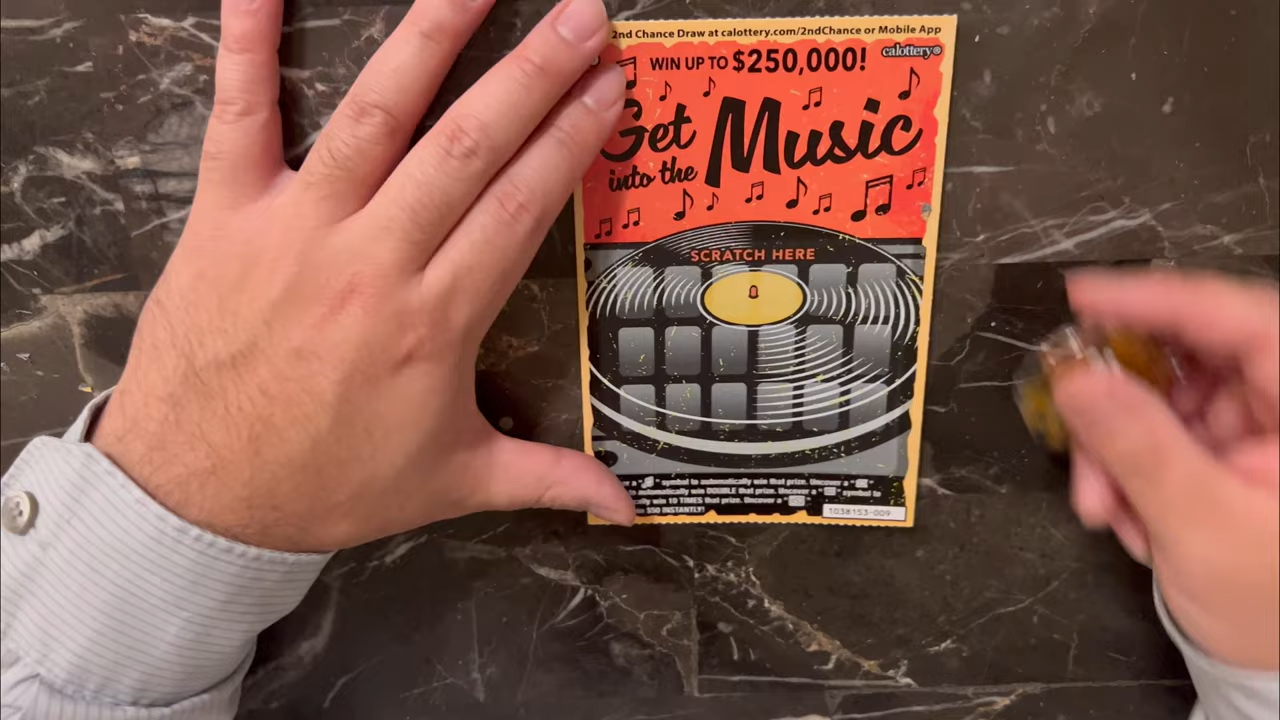 2nd Chance Draw at calottery.com/2ndChance or Mobile App
calottery®
WIN UP TO $250,000!
Get
into the
Music
SCRATCH HERE
symbol to automatically win that prize. Uncover a "
automatically win DOUBLE that prize. Uncover a " " symbol to
win 10 TIMES that prize. Uncover a "
$50 INSTANTLY!
1038153-009